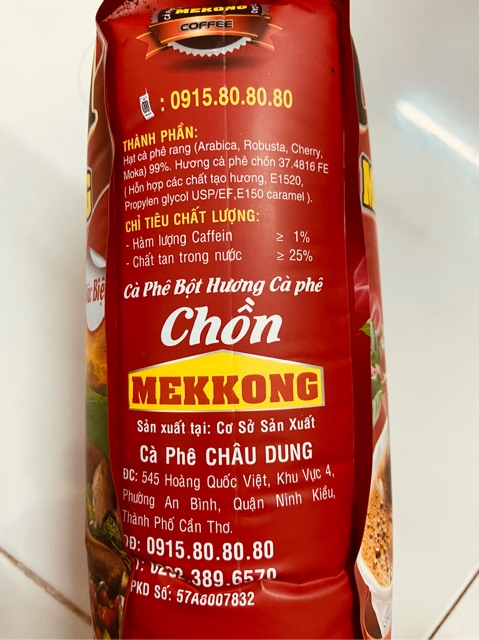 MEKONG
COFFEE
: 0915.80.80.80
THÀNH PHẦN:
Hạt cà phê rang (Arabica, Robusta, Cherry,
Moka) 99%. Hương cà phê chồn 37.4816 FE
( Hỗn hợp các chất tạo hương, E1520,
Propylen glycol USP/EF,E150 caramel ).
CHỈ TIÊU CHẤT LƯỢNG:
- Hàm lượng Caffein ≥ 1%
- Chất tan trong nước ≥ 25%
Cà Phê Bột Hương Cà phê
Chồn
MEKKONG
Sản xuất tại: Cơ Sở Sản Xuất
Cà Phê CHÂU DUNG
ĐC: 545 Hoàng Quốc Việt, Khu Vực 4,
Phường An Bình, Quận Ninh Kiều,
Thành Phố Cần Thơ.
DĐ: 0915.80.80.80
389.6570
PKD Số: 57A6007832
Biệ